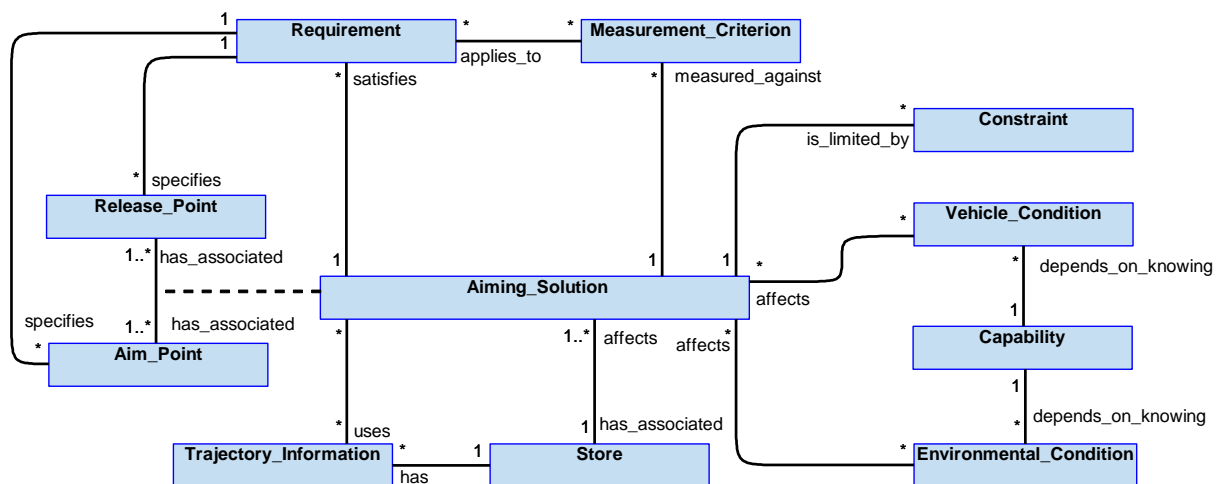 1
Requirement
*
*
Measurement_Criterion
1
applies_to
*
satisfies
*
measured_against
*
Constraint
is_limited_by
*
specifies
Release_Point
*
Vehicle_Condition
1..*
has_associated
*
depends_on_knowing
1
1
1
*
Aiming_Solution
affects
1
specifies
1..*
has_associated
*
1..*
affects
*
affects
Capability
*
Aim_Point
1
*
depends_on_knowing
*
uses
1
has_associated
Trajectory_Information
*
1
Store
*
Environmental_Condition
has